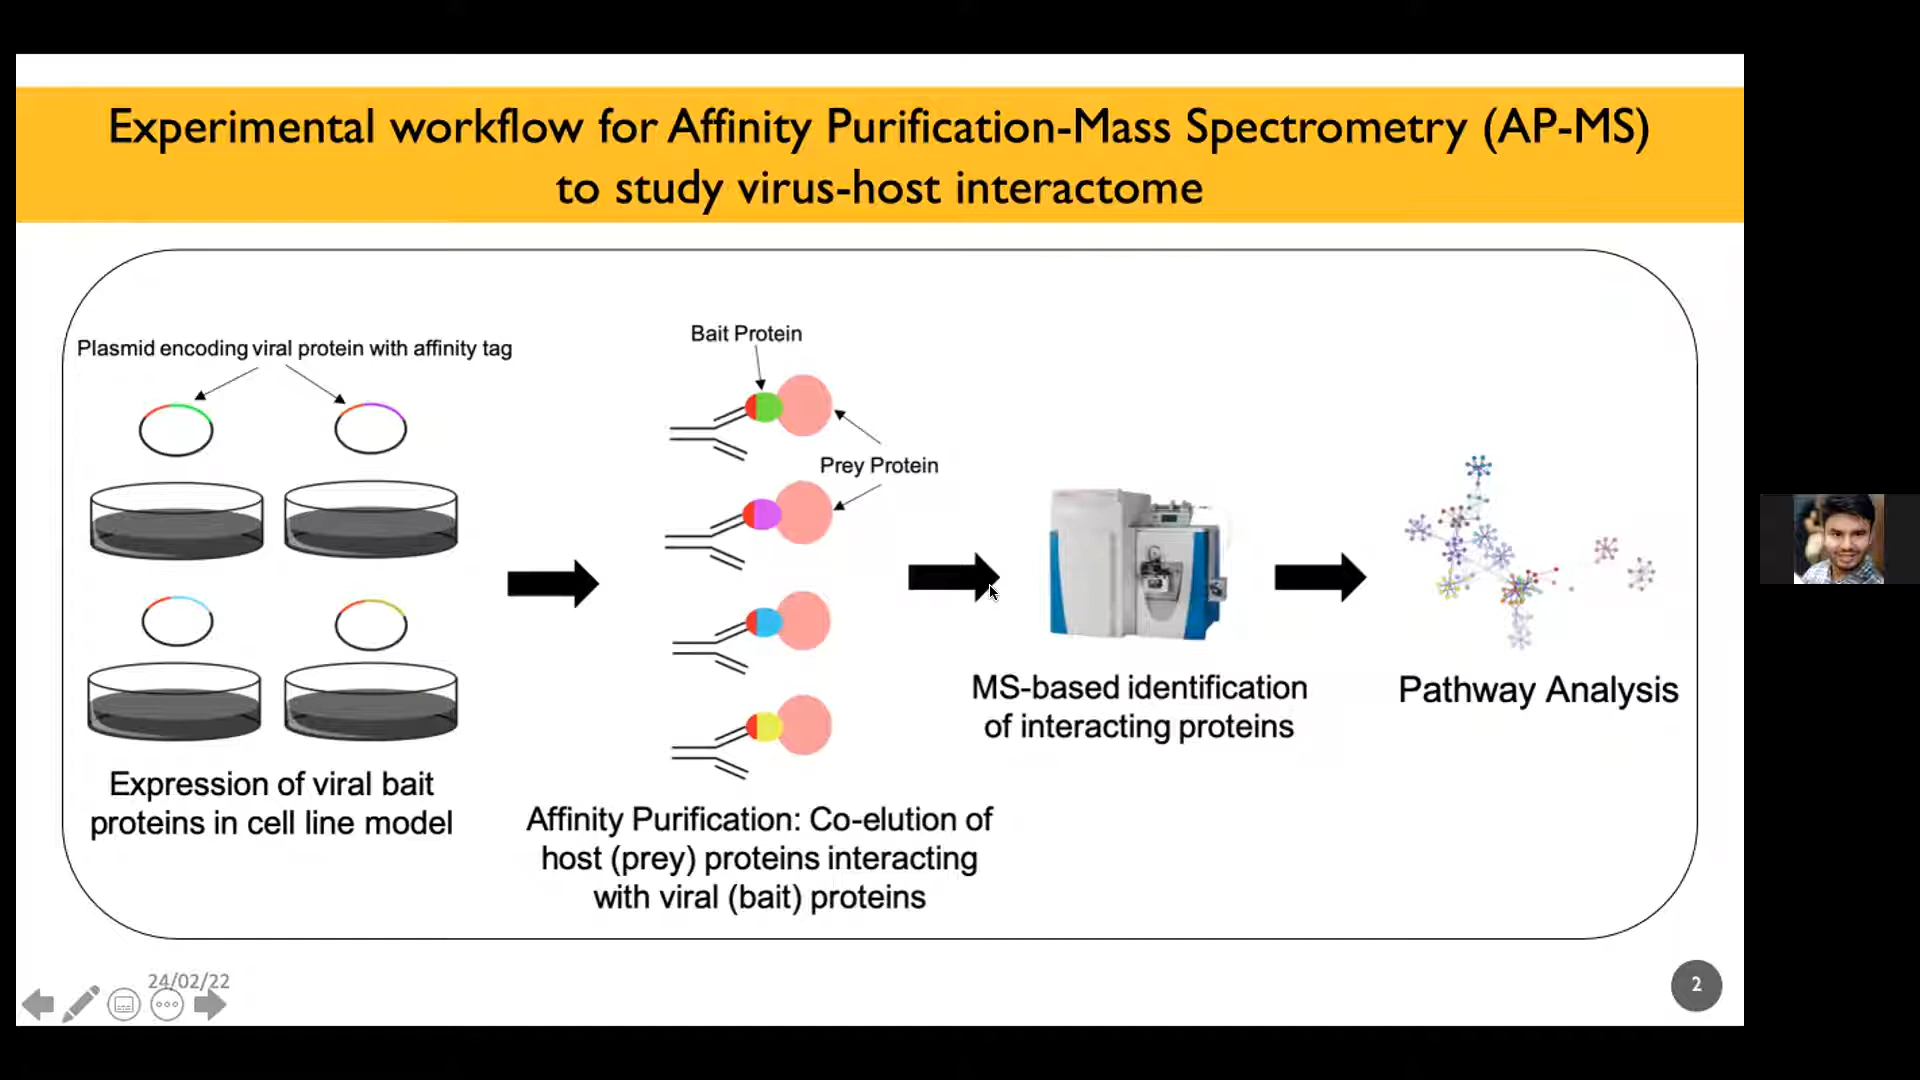 Experimental workflow for Affinity Purification-Mass Spectrometry (AP-MS)
to study virus-host interactome
Plasmid encoding viral protein with affinity tag
Expression of viral bait
proteins in cell line model
Bait Protein
Prey Protein
Affinity Purification: Co-elution of
host (prey) proteins interacting
with viral (bait) proteins
MS-based identification
of interacting proteins
Pathway Analysis
24/02/22
2